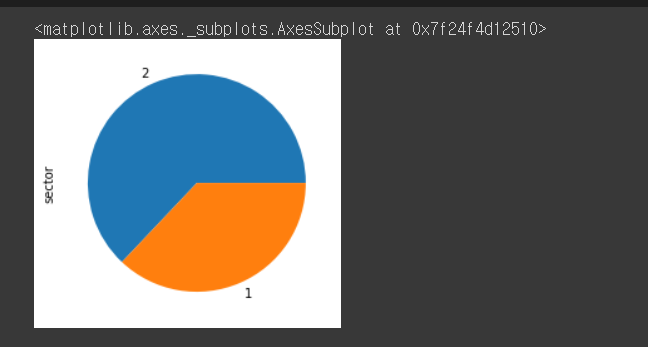 <matplotlib.axes._subplots.AxesSubplot at 0x7f24f4d12510>
2
sector
1